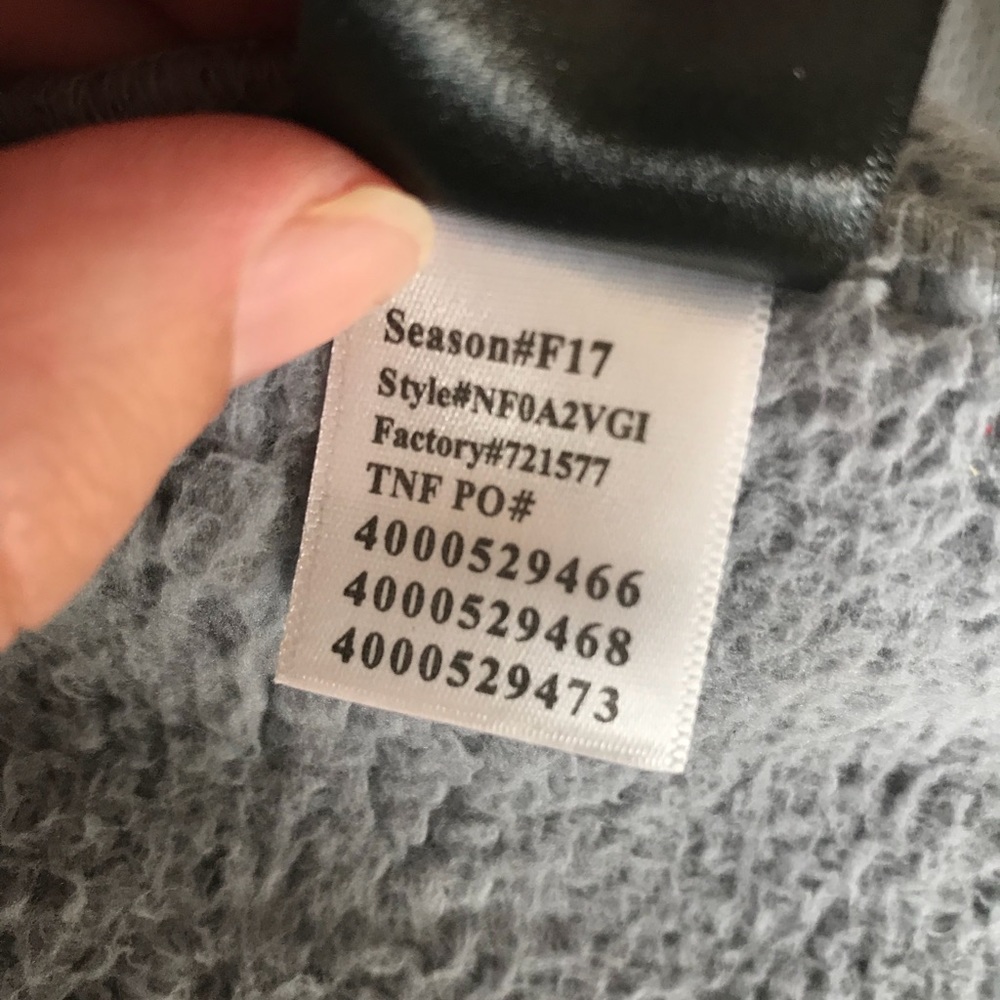 Season#F17
Style#NF0A2VGI
Factory#721577
TNF PO#
4000529466
4000529468
4000529473